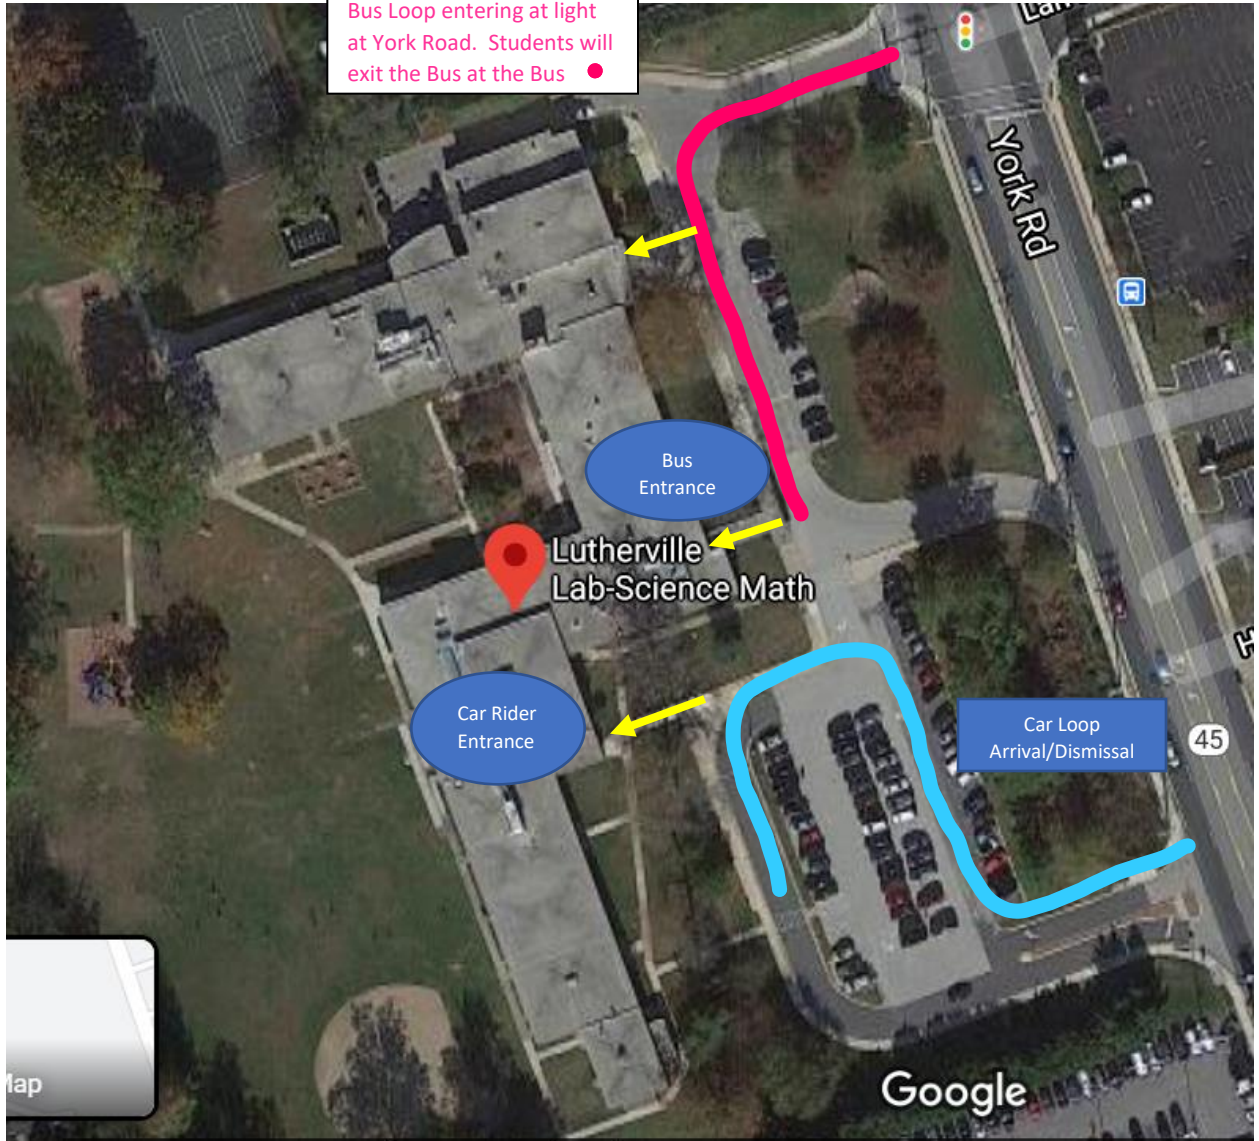 Bus Loop entering at light
at York Road. Students will
exit the Bus at the Bus
York Rd
Bus
Entrance
Lutherville
Lab-Science Math
Car Rider
Entrance
Car Loop
Arrival/Dismissal
45
Google